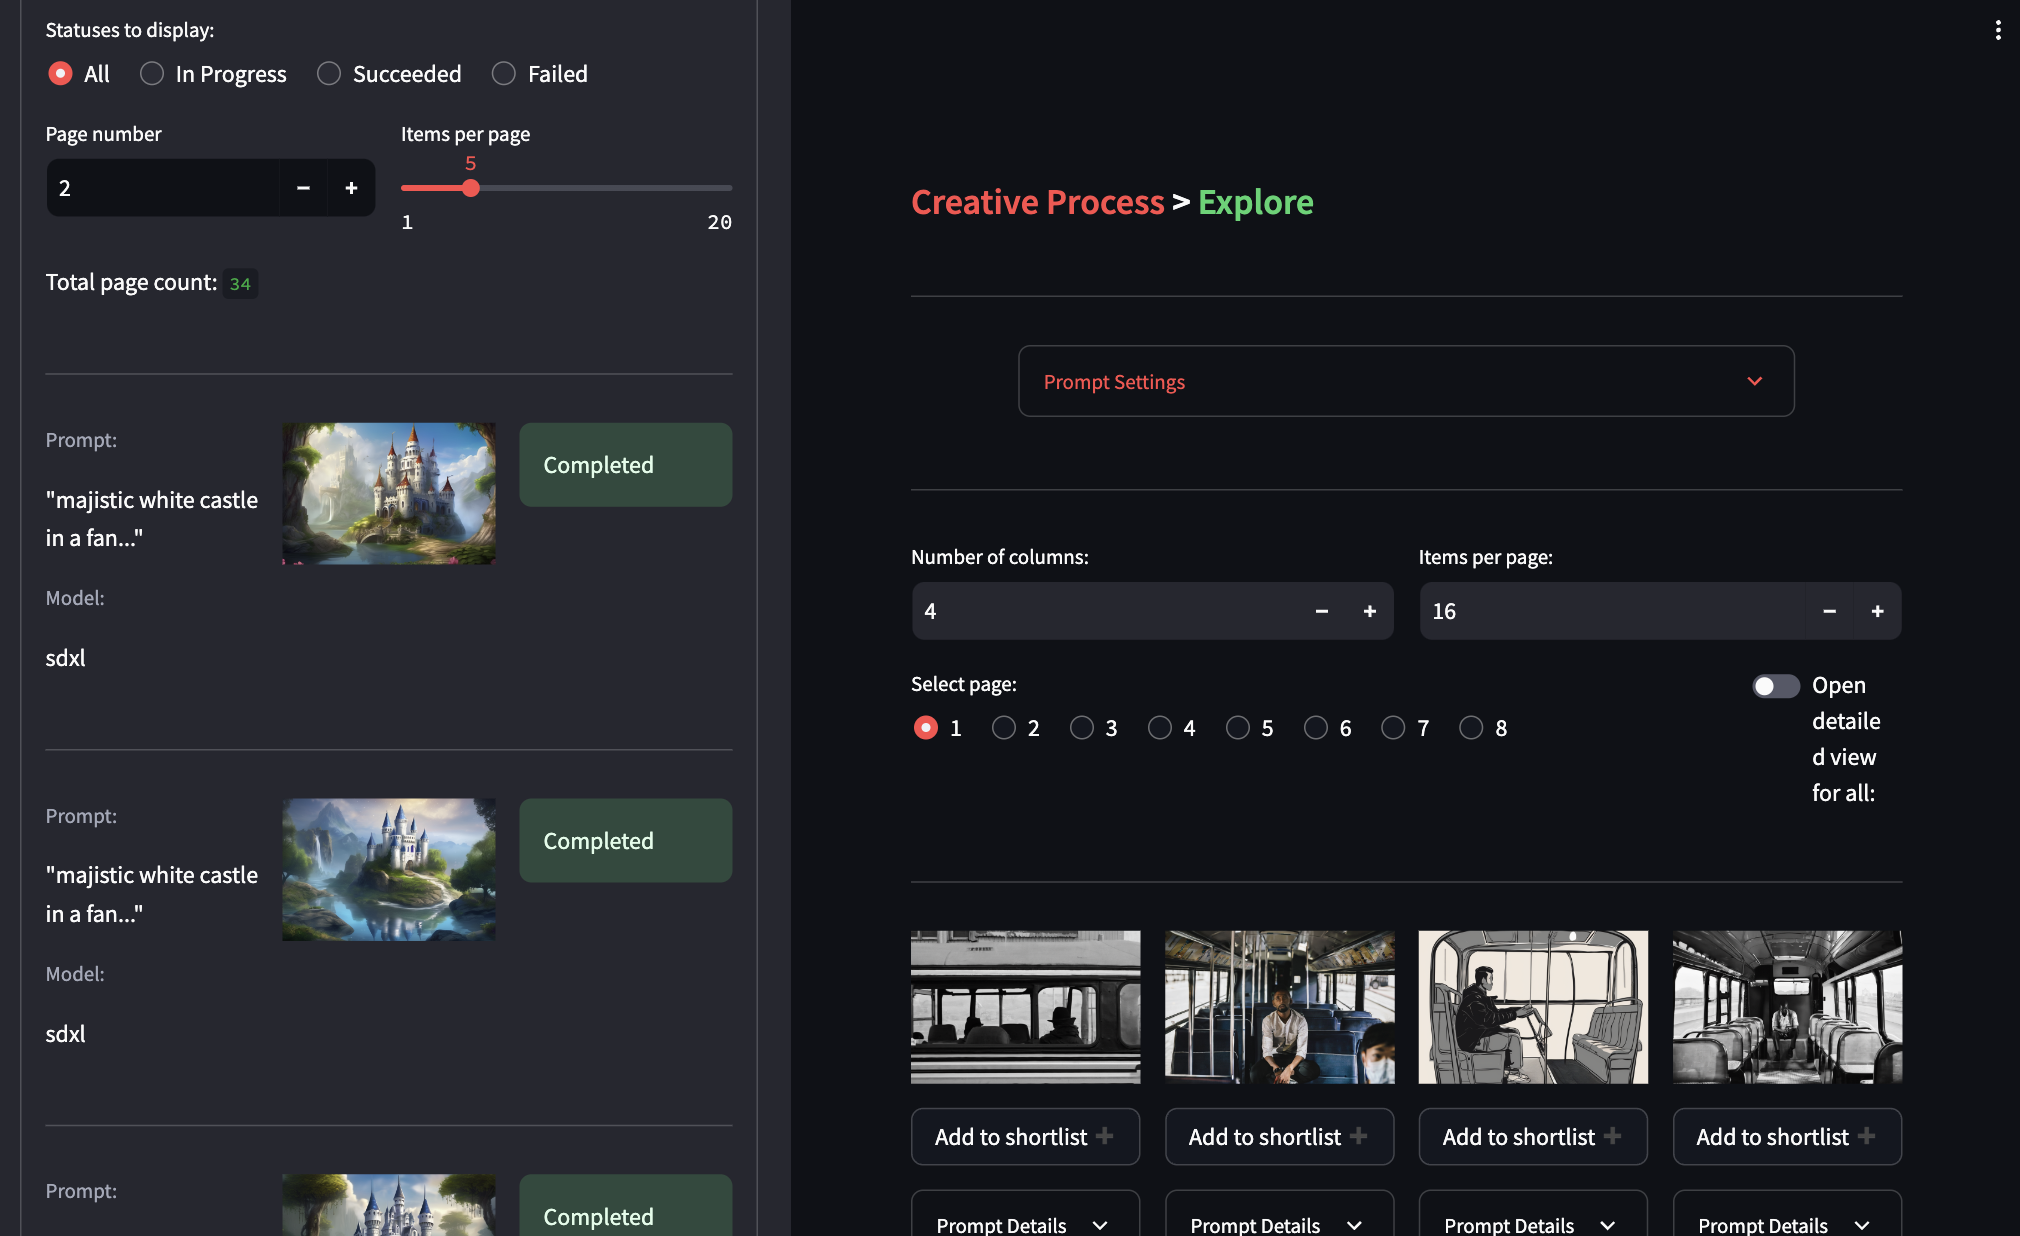 Statuses to display:
All In Progress Succeeded Failed
Page number
2
Items per page
5
1 20
Total page count: 34
Prompt:
"majistic white castle
in a fan..."
Model:
sdxl
Completed
Prompt:
"majistic white castle
in a fan..."
Model:
sdxl
Completed
Prompt:
Completed
Creative Process > Explore
Prompt Settings
Number of columns:
4
Items per page:
16
Select page:
1 2 3 4 5 6 7 8
Open
detaile
d view
for all:
Add to shortlist Add to shortlist Add to shortlist Add to shortlist
Prompt Details Prompt Details Prompt Details Prompt Details